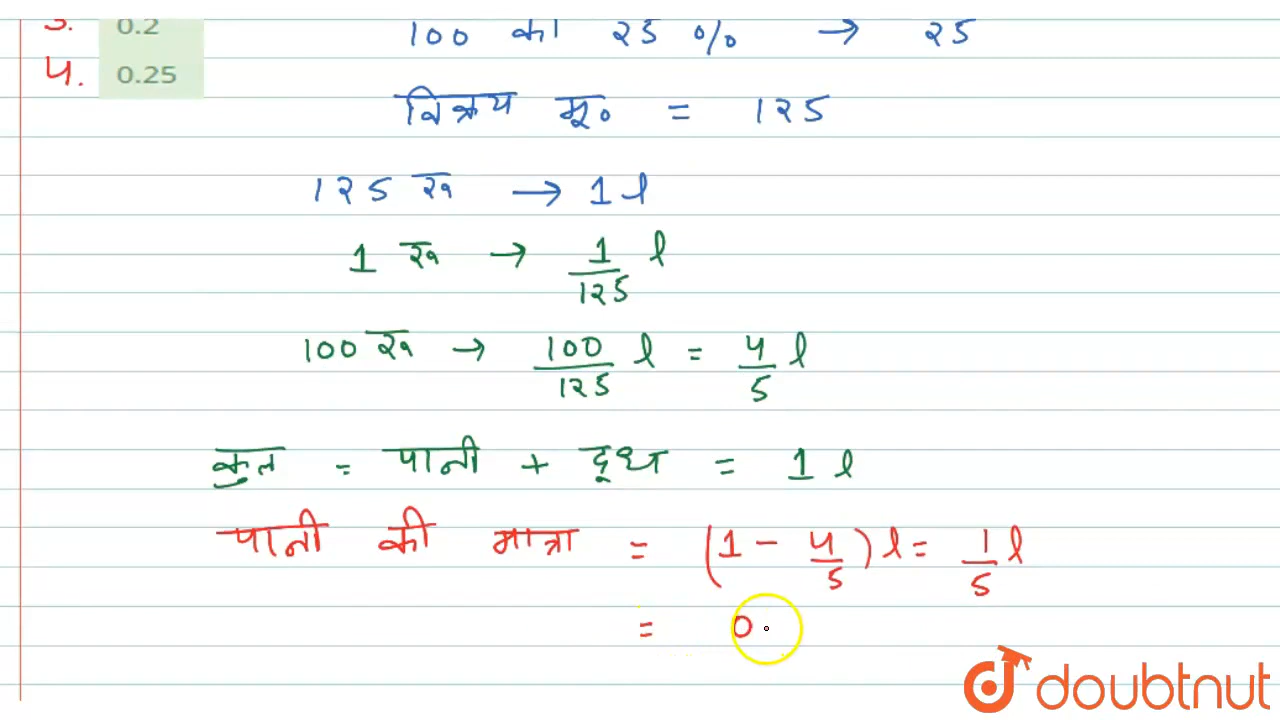 3. 0.2
100 का 25 % → 25
4. 0.25
विक्रय मू० = 125
125 रु → 1 l
1 रु → 1/125 l
100 रु → 100/125 l = 4/5 l
कुल = पानी + दूध = 1 l
पानी की मात्रा = (1 - 4/5) l = 1/5 l
= 0.
doubtnut